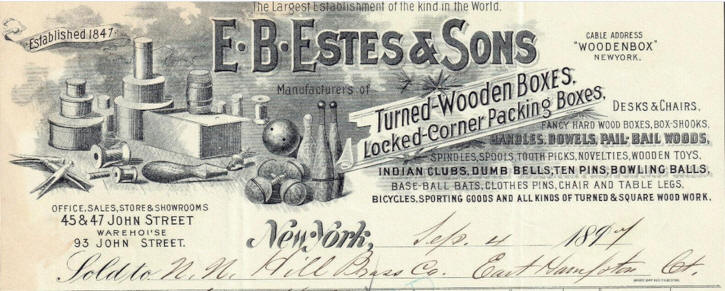 The Largest Establishment of the kind in the World.
Established 1847.
E. B. ESTES & SONS
CABLE ADDRESS
"WOODENBOX"
NEWYORK.
Manufacturers of
Turned-Wooden Boxes,
Locked-Corner Packing Boxes,
DESKS & CHAIRS.
FANCY HARD WOOD BOXES, BOX-SHOOKS,
HANDLES, DOWELS, PAIL-BAIL WOODS,
SPINDLES, SPOOLS, TOOTH PICKS, NOVELTIES, WOODEN TOYS.
INDIAN CLUBS, DUMB BELLS, TEN PINS, BOWLING BALLS,
BASE-BALL BATS, CLOTHES PINS, CHAIR AND TABLE LEGS.
BICYCLES, SPORTING GOODS AND ALL KINDS OF TURNED & SQUARE WOOD WORK.
OFFICE, SALES, STORE & SHOWROOMS
45 & 47 JOHN STREET
WAREHOUSE
93 JOHN STREET.
New York, Sep. 4 1897
Sold to N. N. Hill Brass Co. East Hampton Ct.